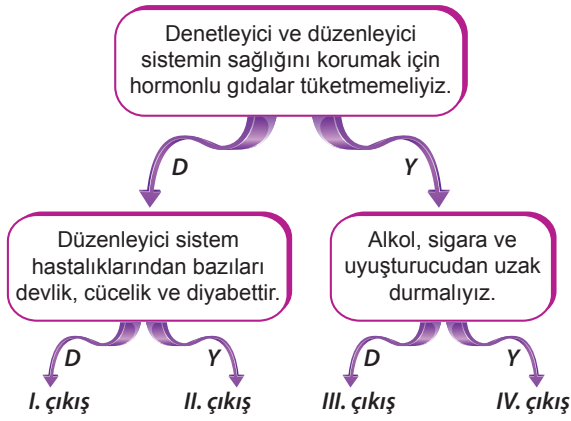 Denetleyici ve düzenleyici
sistemin sağlığını korumak için
hormonlu gıdalar tüketmemeliyiz.
D
Y
Düzenleyici sistem
hastalıklarından bazıları
devlik, cücelik ve diyabettir.
Alkol, sigara ve
uyuşturucudan uzak
durmalıyız.
D
Y
D
Y
I. çıkış
II. çıkış
III. çıkış
IV. çıkış